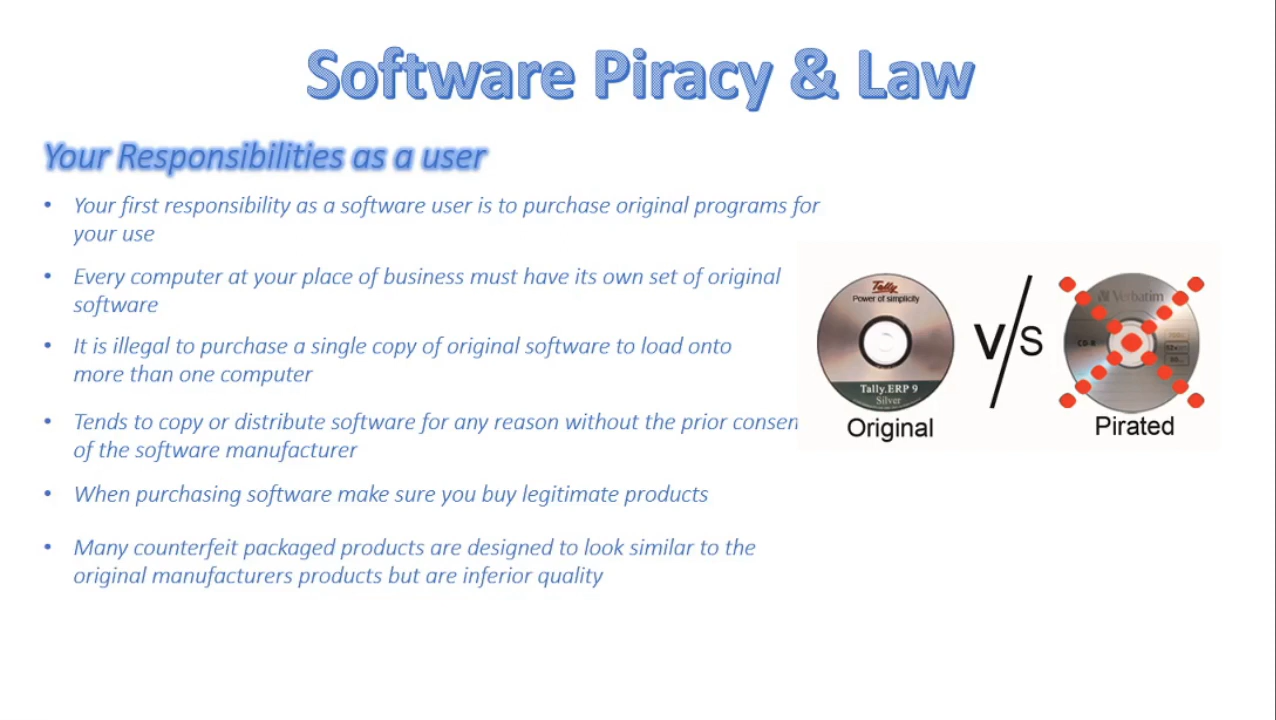 Software Piracy & Law
Your Responsibilities as a user
• Your first responsibility as a software user is to purchase original programs for
your use
• Every computer at your place of business must have its own set of original
software
• It is illegal to purchase a single copy of original software to load onto
more than one computer
• Tends to copy or distribute software for any reason without the prior consen
of the software manufacturer
• When purchasing software make sure you buy legitimate products
• Many counterfeit packaged products are designed to look similar to the
original manufacturers products but are inferior quality
Tally
Power of simplicity
Tally.ERP 9
Silver
Original
V/S
Verbatim
CD-R
Pirated